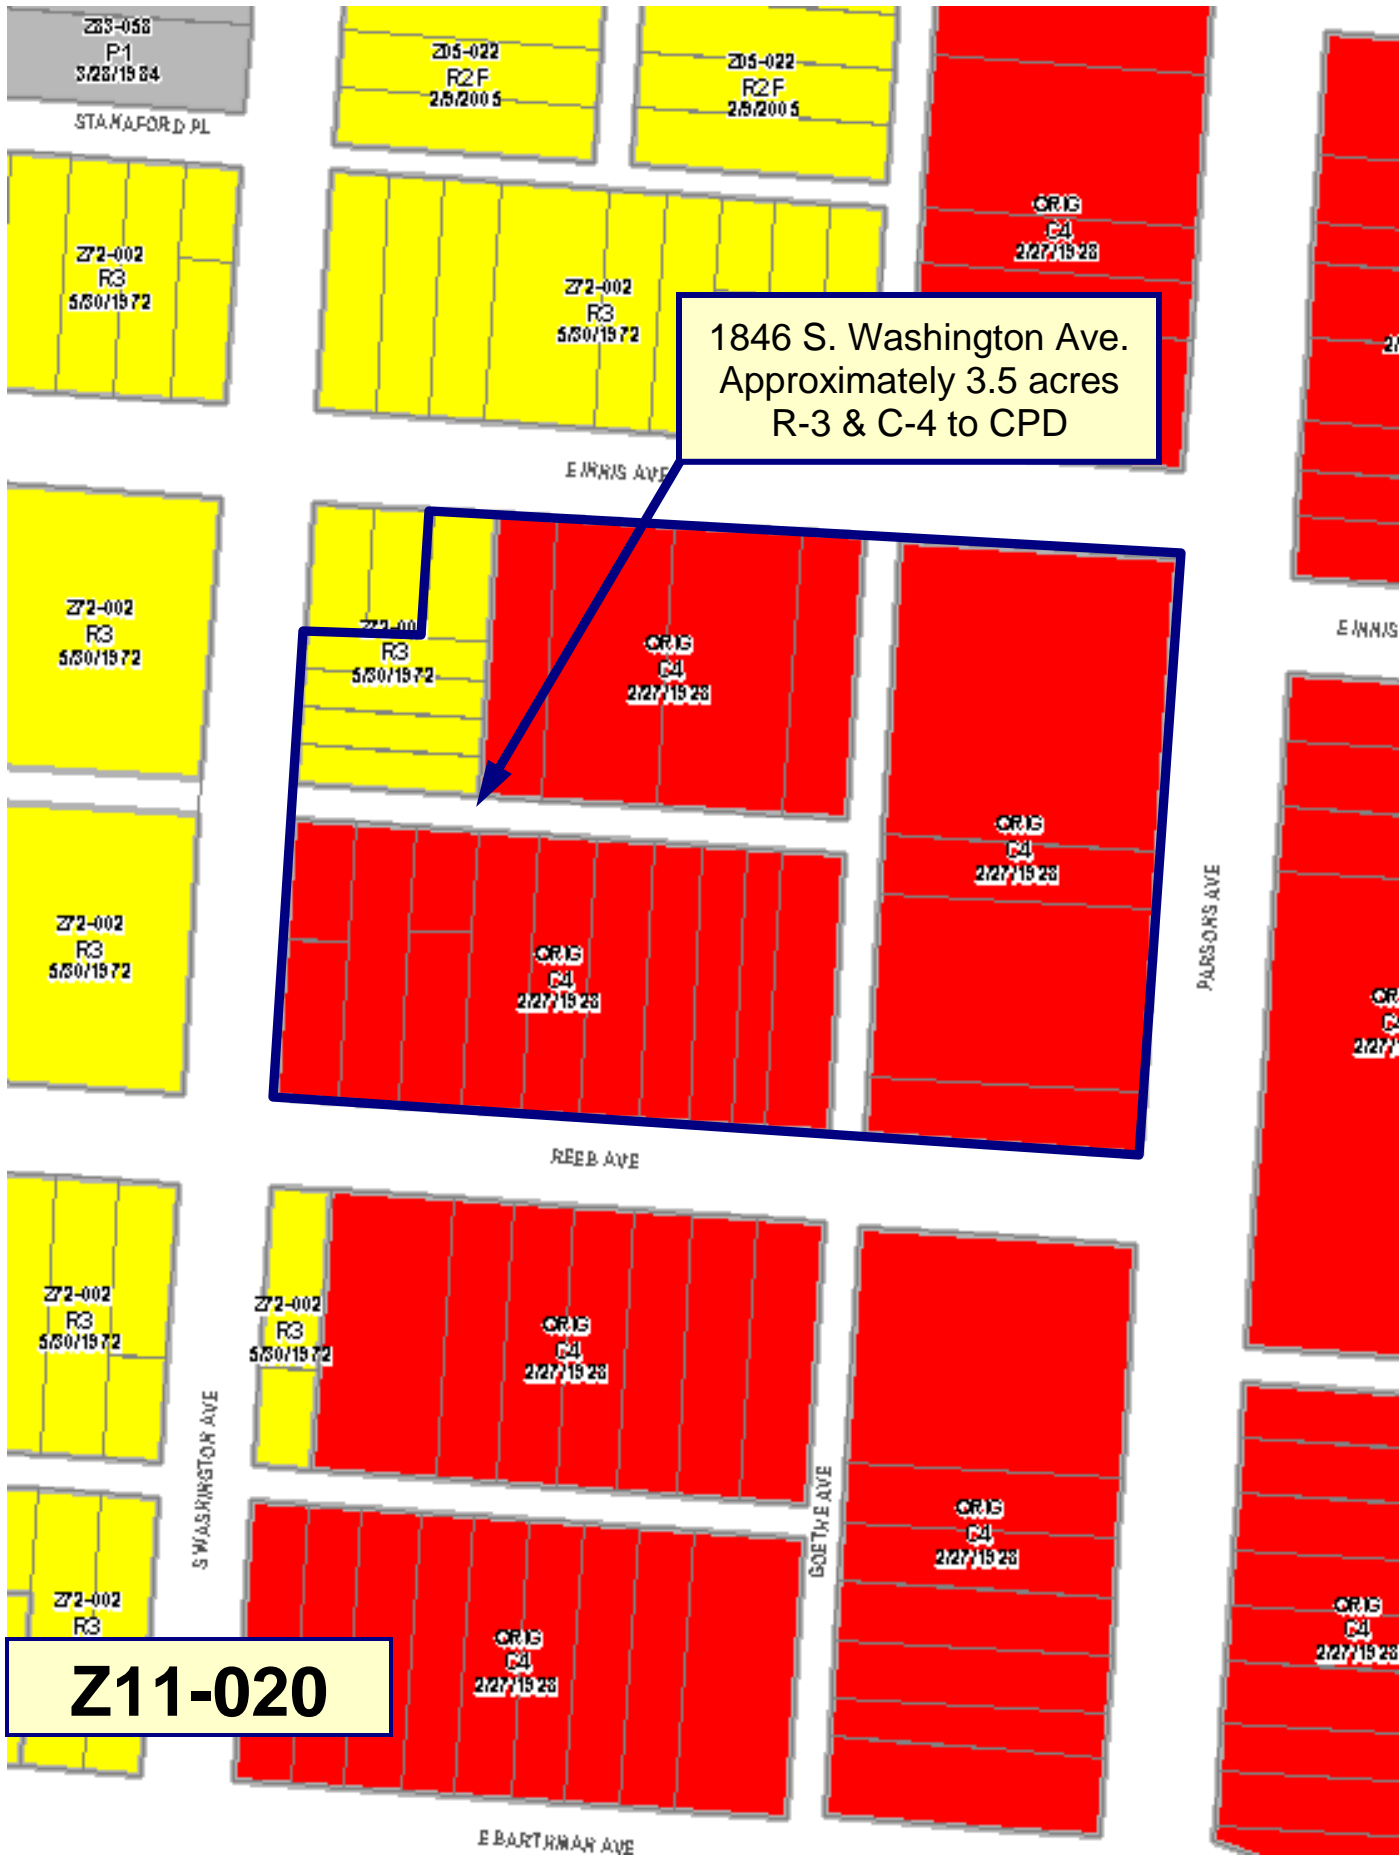 Z83-058
P1
3/28/1984
Z05-022
R2F
2/9/2005
Z05-022
R2F
2/9/2005
STANAFORD PL
Z72-002
R3
5/30/1972
Z72-002
R3
5/30/1972
ORIG
C4
2/27/1928
1846 S. Washington Ave.
Approximately 3.5 acres
R-3 & C-4 to CPD
E INNIS AVE
Z72-002
R3
5/30/1972
R3
5/30/1972
ORIG
C4
2/27/1928
E INNIS
ORIG
C4
2/27/1928
PARSONS AVE
Z72-002
R3
5/30/1972
ORIG
C4
2/27/1928
REEB AVE
Z72-002
R3
5/30/1972
Z72-002
R3
5/30/1972
ORIG
C4
2/27/1928
S WASHINGTON AVE
GOETHE AVE
ORIG
C4
2/27/1928
Z72-002
R3
ORIG
C4
2/27/1928
ORIG
C4
2/27/1928
Z11-020
E BARTHMAN AVE